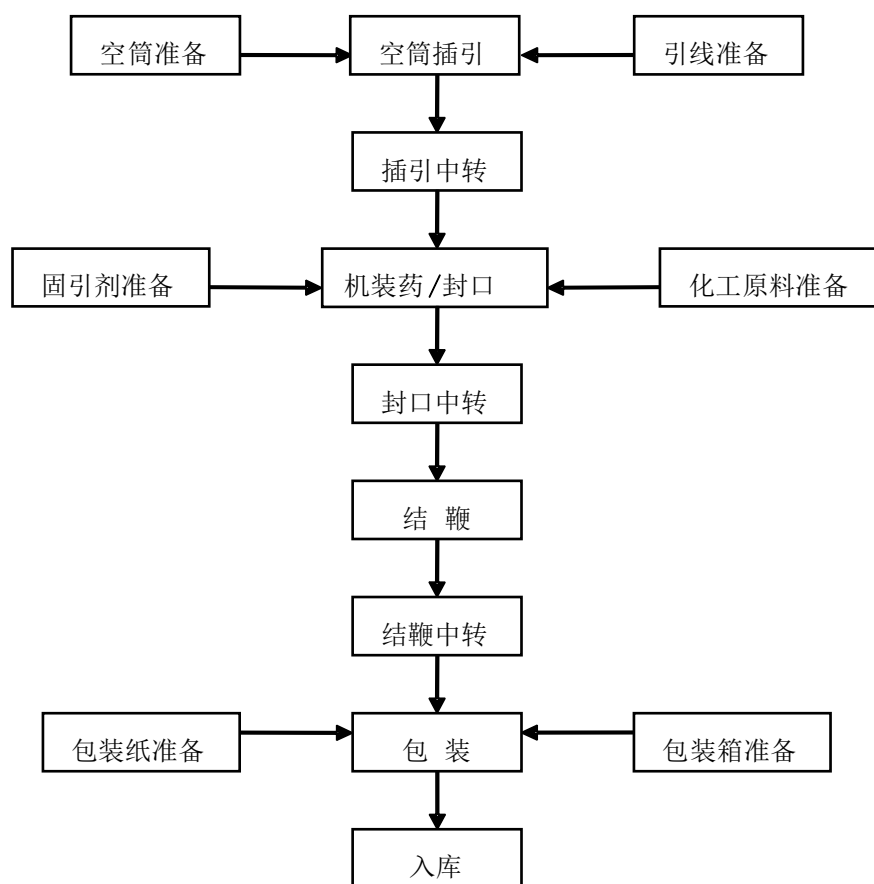 空筒准备
空筒插引
引线准备
插引中转
固引剂准备
机装药/封口
化工原料准备
封口中转
结 鞭
结鞭中转
包装纸准备
包 装
包装箱准备
入库